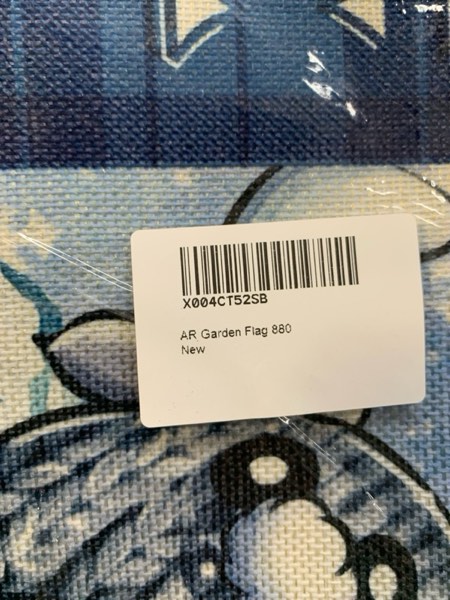 X004CT52SB
AR Garden Flag 880
New